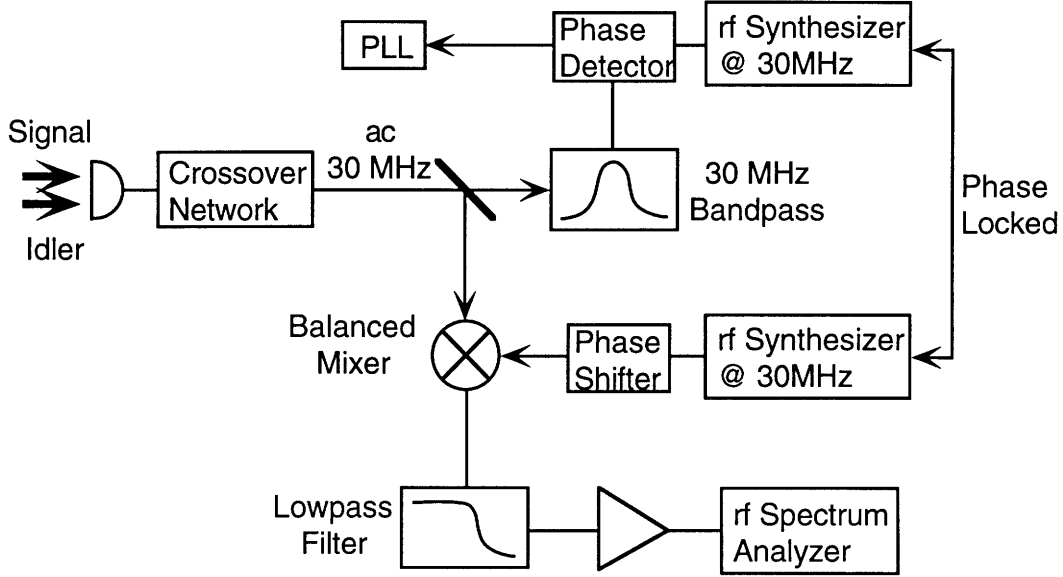 PLL
Phase
Detector
rf Synthesizer
@ 30MHz
Signal
Idler
Crossover
Network
ac
30 MHz
30 MHz
Bandpass
Phase
Locked
Balanced
Mixer
Phase
Shifter
rf Synthesizer
@ 30MHz
Lowpass
Filter
rf Spectrum
Analyzer